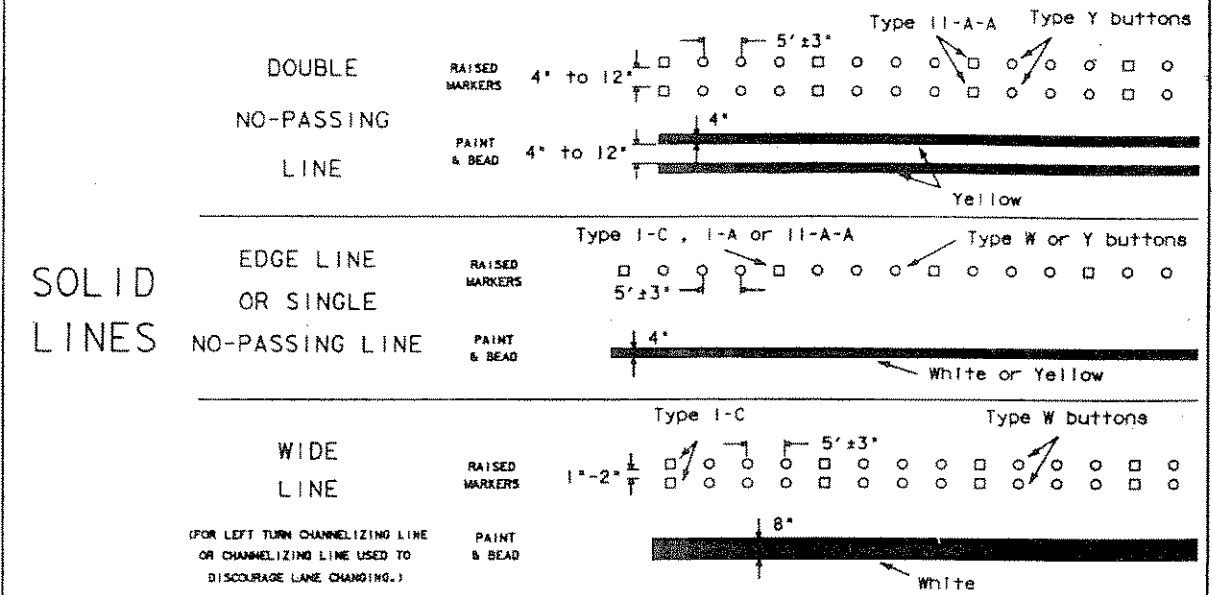 Type II-A-A Type Y buttons
5'±3"
DOUBLE
NO-PASSING
LINE
RAISED
MARKERS
4" to 12"
4"
PAINT
& BEAD
4" to 12"
Yellow
SOLID
LINES
EDGE LINE
OR SINGLE
NO-PASSING LINE
Type I-C , I-A or II-A-A
Type W or Y buttons
RAISED
MARKERS
5'±3"
PAINT
& BEAD
4"
White or Yellow
WIDE
LINE
(FOR LEFT TURN CHANNELIZING LINE
OR CHANNELIZING LINE USED TO
DISCOURAGE LANE CHANGING.)
Type I-C
Type W buttons
5'±3"
RAISED
MARKERS
1"-2"
PAINT
& BEAD
8"
White